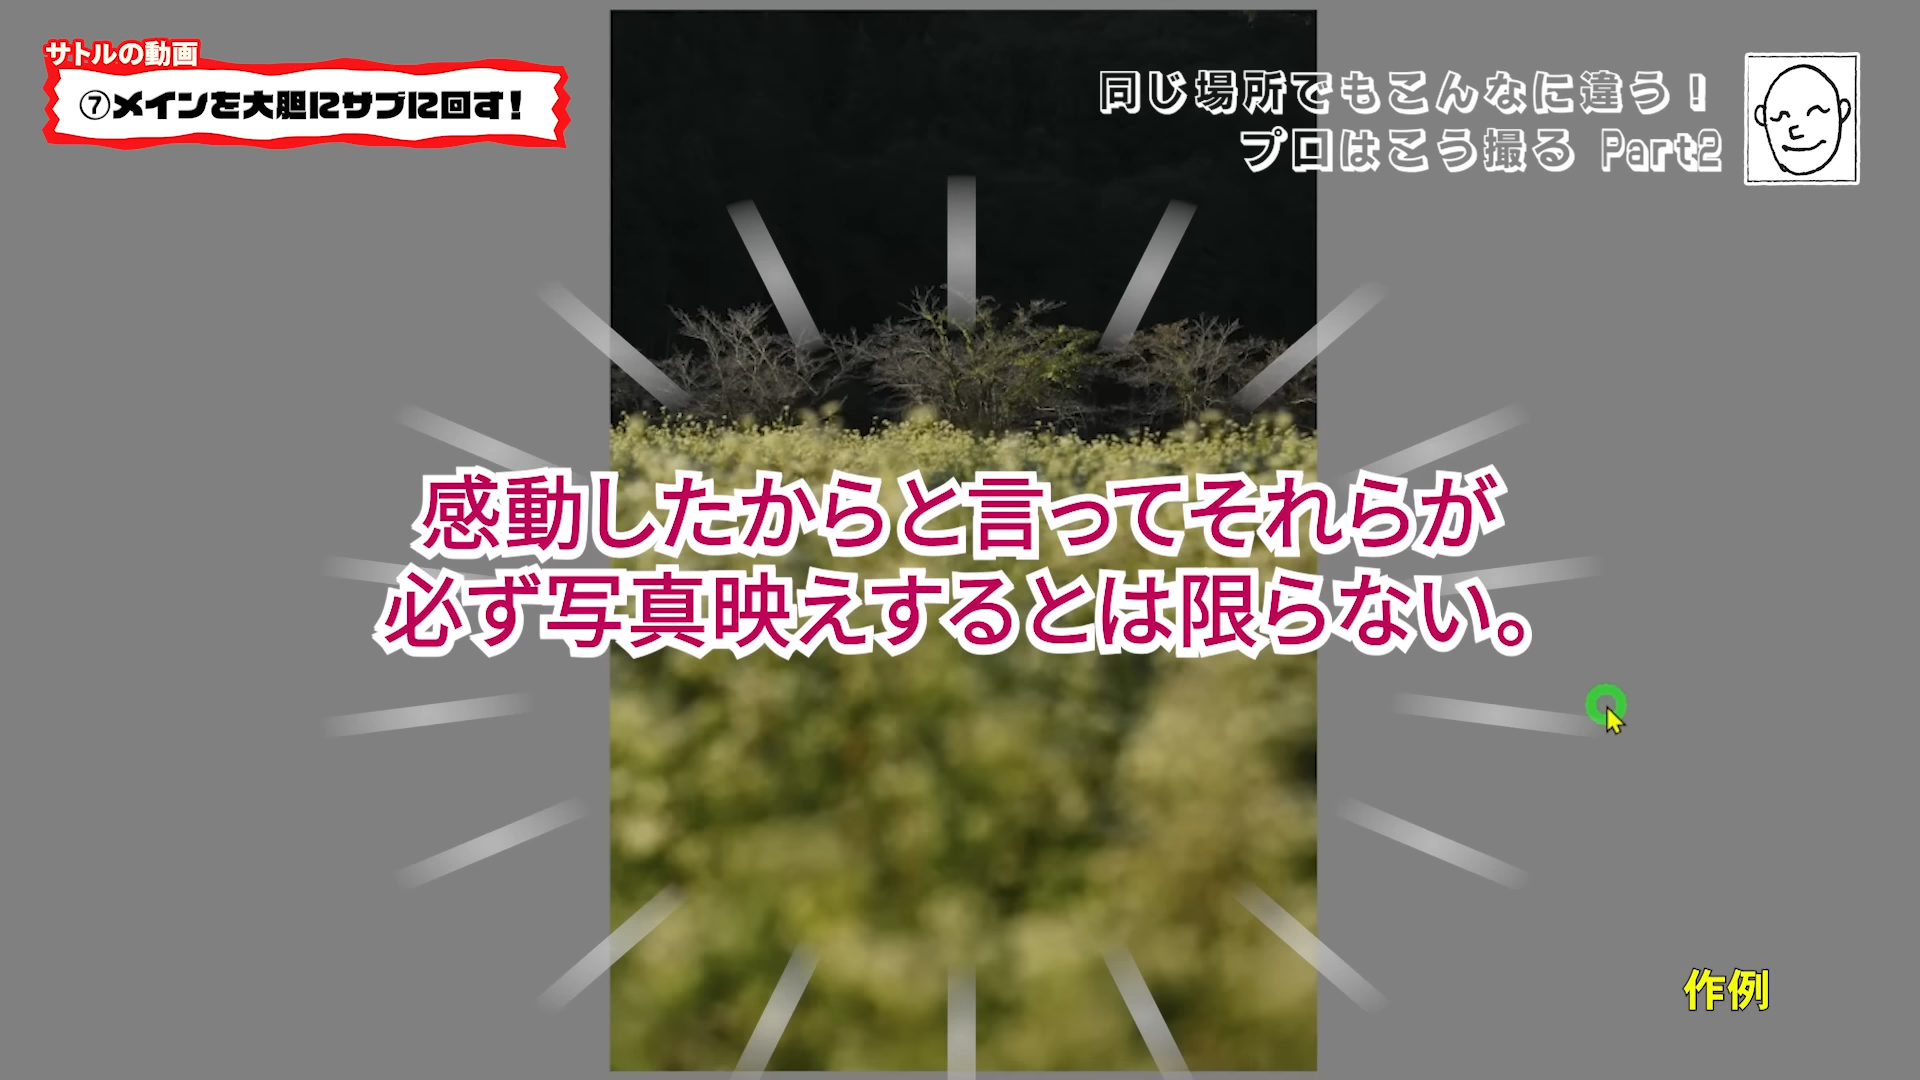 サトルの動画
⑦メインを大胆にサブに回す!
同じ場所でもこんなに違う!
プロはこう撮る Part2
感動したからと言ってそれらが
必ず写真映えするとは限らない。
作例